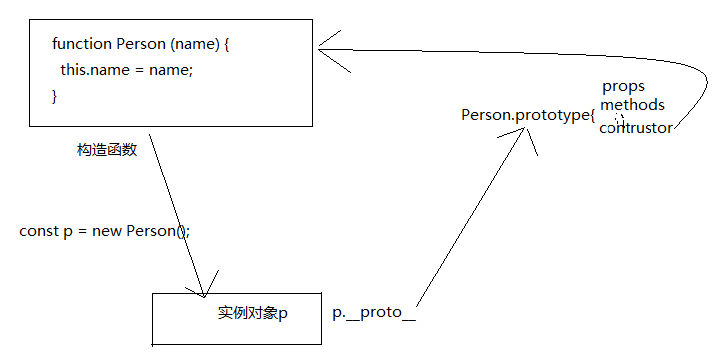 function Person (name) {
this.name = name;
}
构造函数
props
methods
Person.prototype{
contrustor
const p = new Person();
实例对象p
p.__proto__